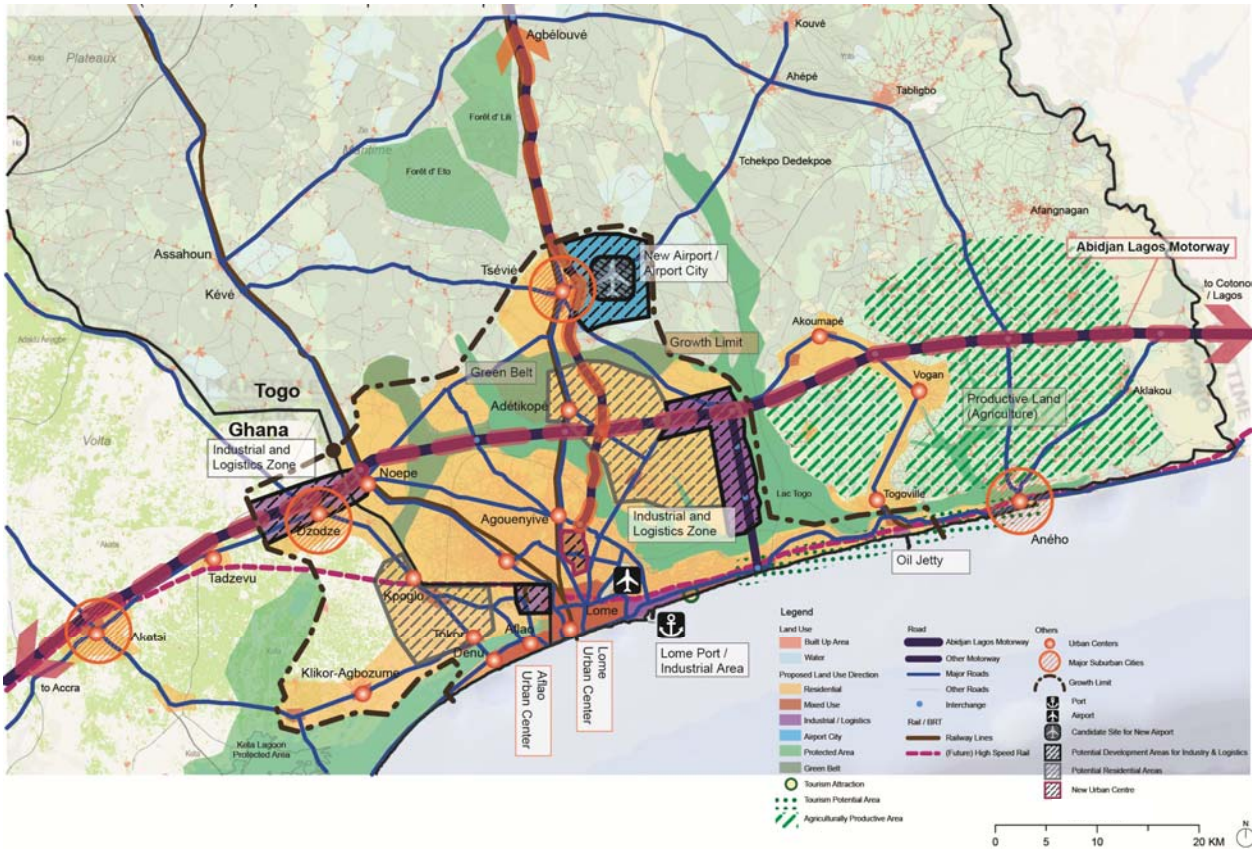 Agbélouvé
Kouvé
Plateaux
Ahépé
Tabligbo
Forêt d' Lili
Zio
Maritime
Forêt d' Eto
Tchekpo Dedekpoe
Afangnagan
Assahoun
Tsévié
New Airport /
Airport City
Abidjan Lagos Motorway
Kévé
to Cotonou
/ Lagos
Akoumapé
Growth Limit
Green Belt
Vogan
Aklakou
Togo
Adétikopé
Productive Land
(Agriculture)
Volta
Ghana
Industrial and
Logistics Zone
Noepe
Lac Togo
Togoville
Agouenyive
Industrial and
Logistics Zone
Dzodze
Aného
Oil Jetty
Tadzevu
Kpoglo
Lome
Akatsi
Aflao
Denu
Lome Port /
Industrial Area
Klikor-Agbozume
to Accra
Aflao
Urban Center
Lome
Urban Center
Keta Lagoon
Protected Area
Legend
Land Use
Built Up Area
Water
Proposed Land Use Direction
Residential
Mixed Use
Industrial / Logistics
Airport City
Protected Area
Green Belt
Tourism Attraction
Tourism Potential Area
Agriculturally Productive Area
Road
Abidjan Lagos Motorway
Other Motorway
Major Roads
Other Roads
Interchange
Rail / BRT
Railway Lines
(Future) High Speed Rail
Others
Urban Centers
Major Suburban Cities
Growth Limit
Port
Airport
Candidate Site for New Airport
Potential Development Areas for Industry & Logistics
Potential Residential Areas
New Urban Centre
0 5 10 20 KM
N